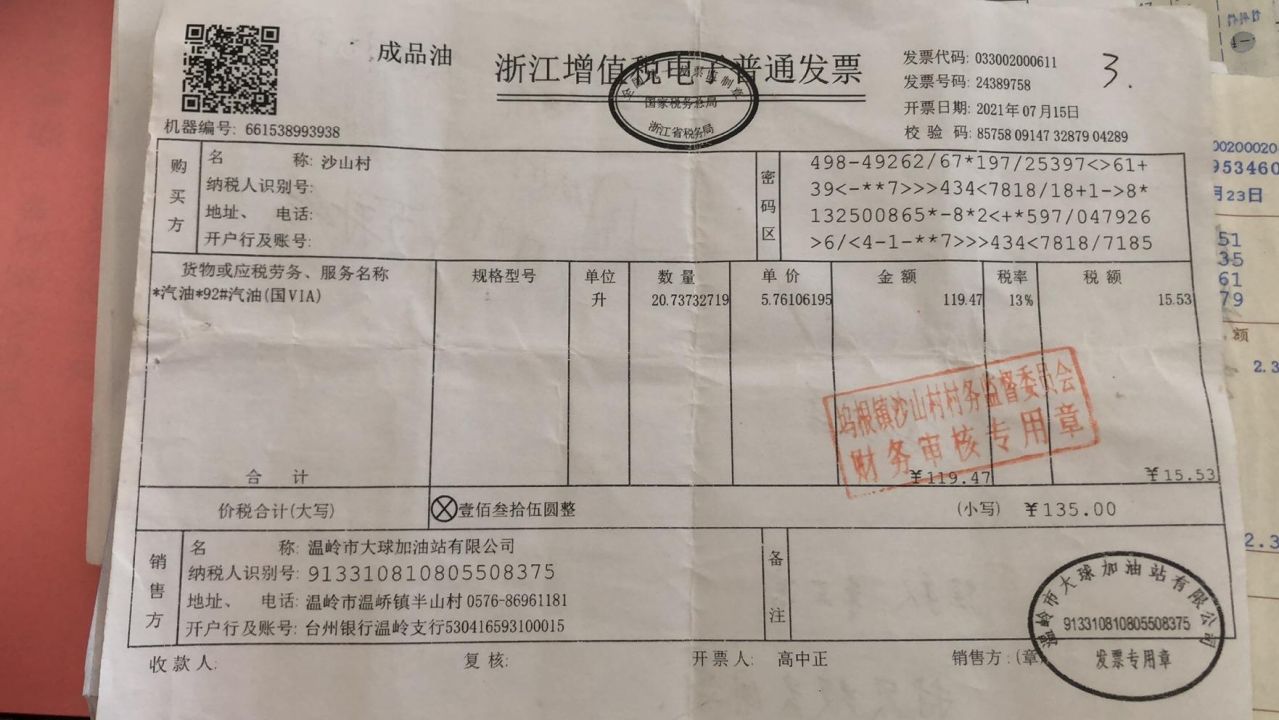 成品油
浙江增值税电子普通发票
国家税务总局
浙江省税务局
发票代码: 033002000611
发票号码: 24389758
开票日期: 2021年07月15日
校 验 码: 85758 09147 32879 04289
3.
机器编号: 661538993938
购买方
名 称: 沙山村
纳税人识别号:
地址、 电话:
开户行及账号:
密码区
498-49262/67*197/25397<>61+
39<-**7>>>434<7818/18+1->8*
132500865*-8*2<+*597/047926
>6/<4-1-**7>>>434<7818/7185
货物或应税劳务、服务名称 规格型号 单位 数 量 单 价 金 额 税率 税 额
*汽油*92#汽油(国VIA) 升 20.73732719 5.76106195 119.47 13% 15.53
坞根镇沙山村村务监督委员会
财务审核专用章
合 计 ¥119.47 ¥15.53
价税合计(大写) 壹佰叁拾伍圆整 (小写) ¥135.00
销售方
名 称: 温岭市大球加油站有限公司
纳税人识别号: 913310810805508375
地址、 电话: 温岭市温峤镇半山村 0576-86961181
开户行及账号: 台州银行温岭支行530416593100015
备注
温岭市大球加油站有限公司
913310810805508375
发票专用章
收款人: 复核: 开票人: 高中正 销售方:(章)
00200020
953460
月23日
51
35
61
79
额
2.3
2.3